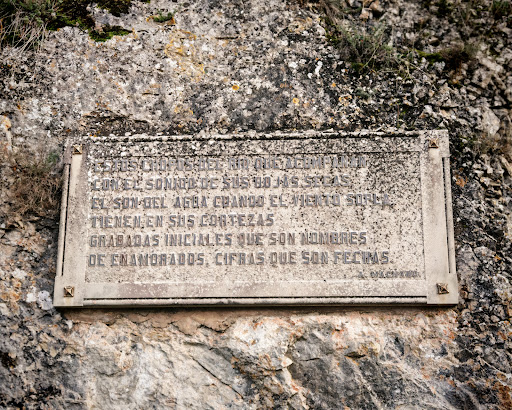 ESTOS CHOPOS DEL RIO, QUE ACOMPAÑAN
CON EL SONIDO DE SUS HOJAS SECAS
EL SON DEL AGUA CUANDO EL VIENTO SOPLA,
TIENEN EN SUS CORTEZAS
GRABADAS INICIALES QUE SON NOMBRES
DE ENAMORADOS, CIFRAS QUE SON FECHAS.
A. MACHADO